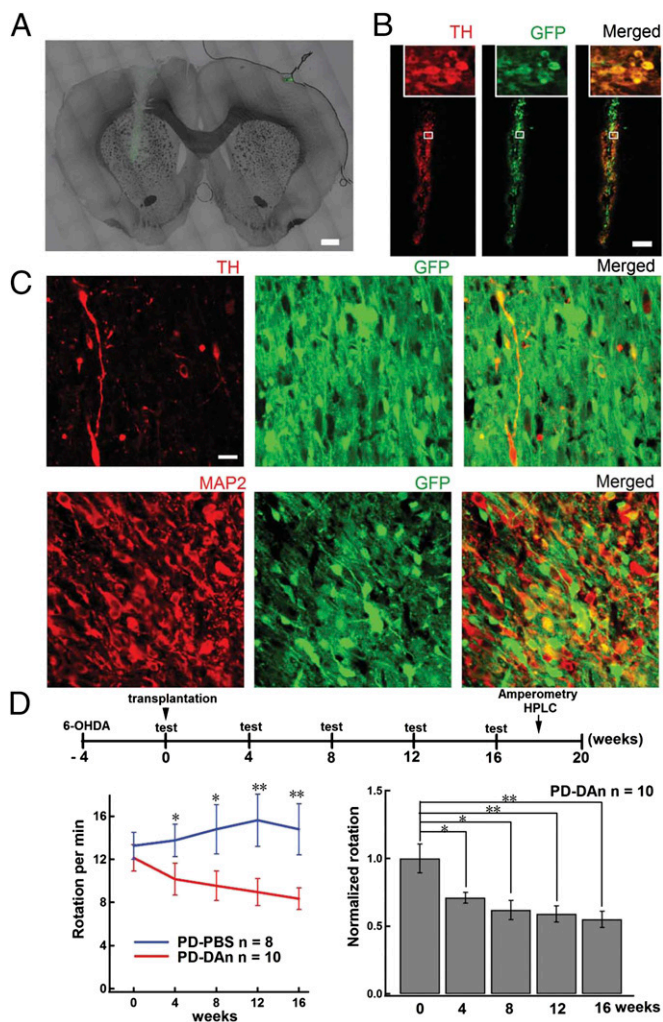 A
B
TH
GFP
Merged
C
TH
GFP
Merged
MAP2
GFP
Merged
D
transplantation
Amperometry
HPLC
6-OHDA
test
test
test
test
test
- 4
0
4
8
12
16
20
(weeks)
Rotation per min
16
12
8
4
0
*
*
**
**
PD-PBS n = 8
PD-DAn n = 10
0
4
8
12
16
weeks
PD-DAn n = 10
Normalized rotation
1.5
1.0
0.5
0.0
**
**
*
*
0
4
8
12
16 weeks